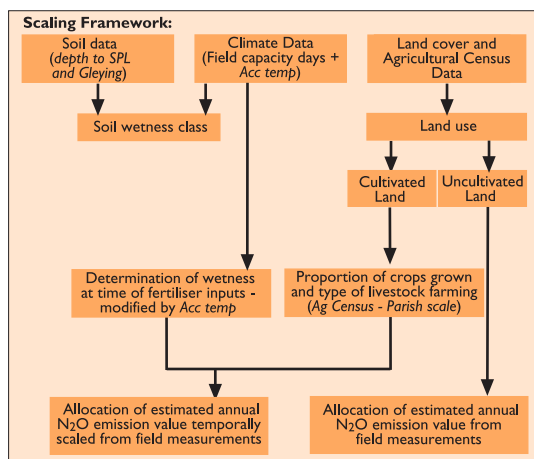 Scaling Framework:
Soil data
(depth to SPL
and Gleying)
Climate Data
(Field capacity days +
Acc temp)
Land cover and
Agricultural Census
Data
Soil wetness class
Land use
Cultivated
Land
Uncultivated
Land
Determination of wetness
at time of fertiliser inputs -
modified by Acc temp
Proportion of crops grown
and type of livestock farming
(Ag Census - Parish scale)
Allocation of estimated annual
N2O emission value temporally
scaled from field measurements
Allocation of estimated annual
N2O emission value from
field measurements